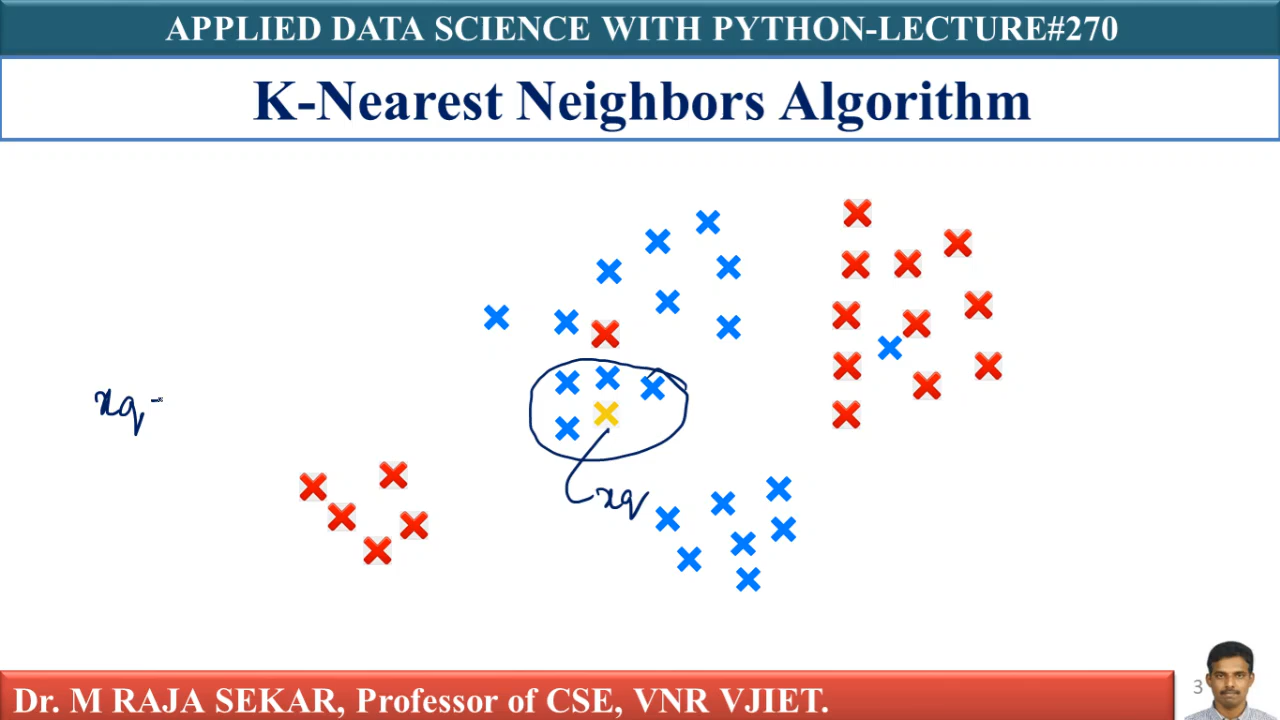 APPLIED DATA SCIENCE WITH PYTHON-LECTURE#270
K-Nearest Neighbors Algorithm
xq -
xq
Dr. M RAJA SEKAR, Professor of CSE, VNR VJIET.
3